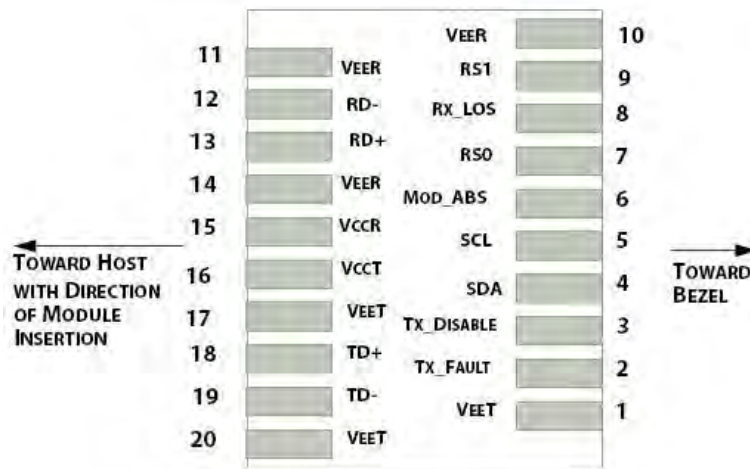 11 VEER
12 RD-
13 RD+
14 VEER
15 VCCR
16 VCCT
17 VEET
18 TD+
19 TD-
20 VEET
VEER 10
RS1 9
RX_LOS 8
RS0 7
MOD_ABS 6
SCL 5
SDA 4
TX_DISABLE 3
TX_FAULT 2
VEET 1
TOWARD HOST
WITH DIRECTION
OF MODULE
INSERTION
TOWARD
BEZEL